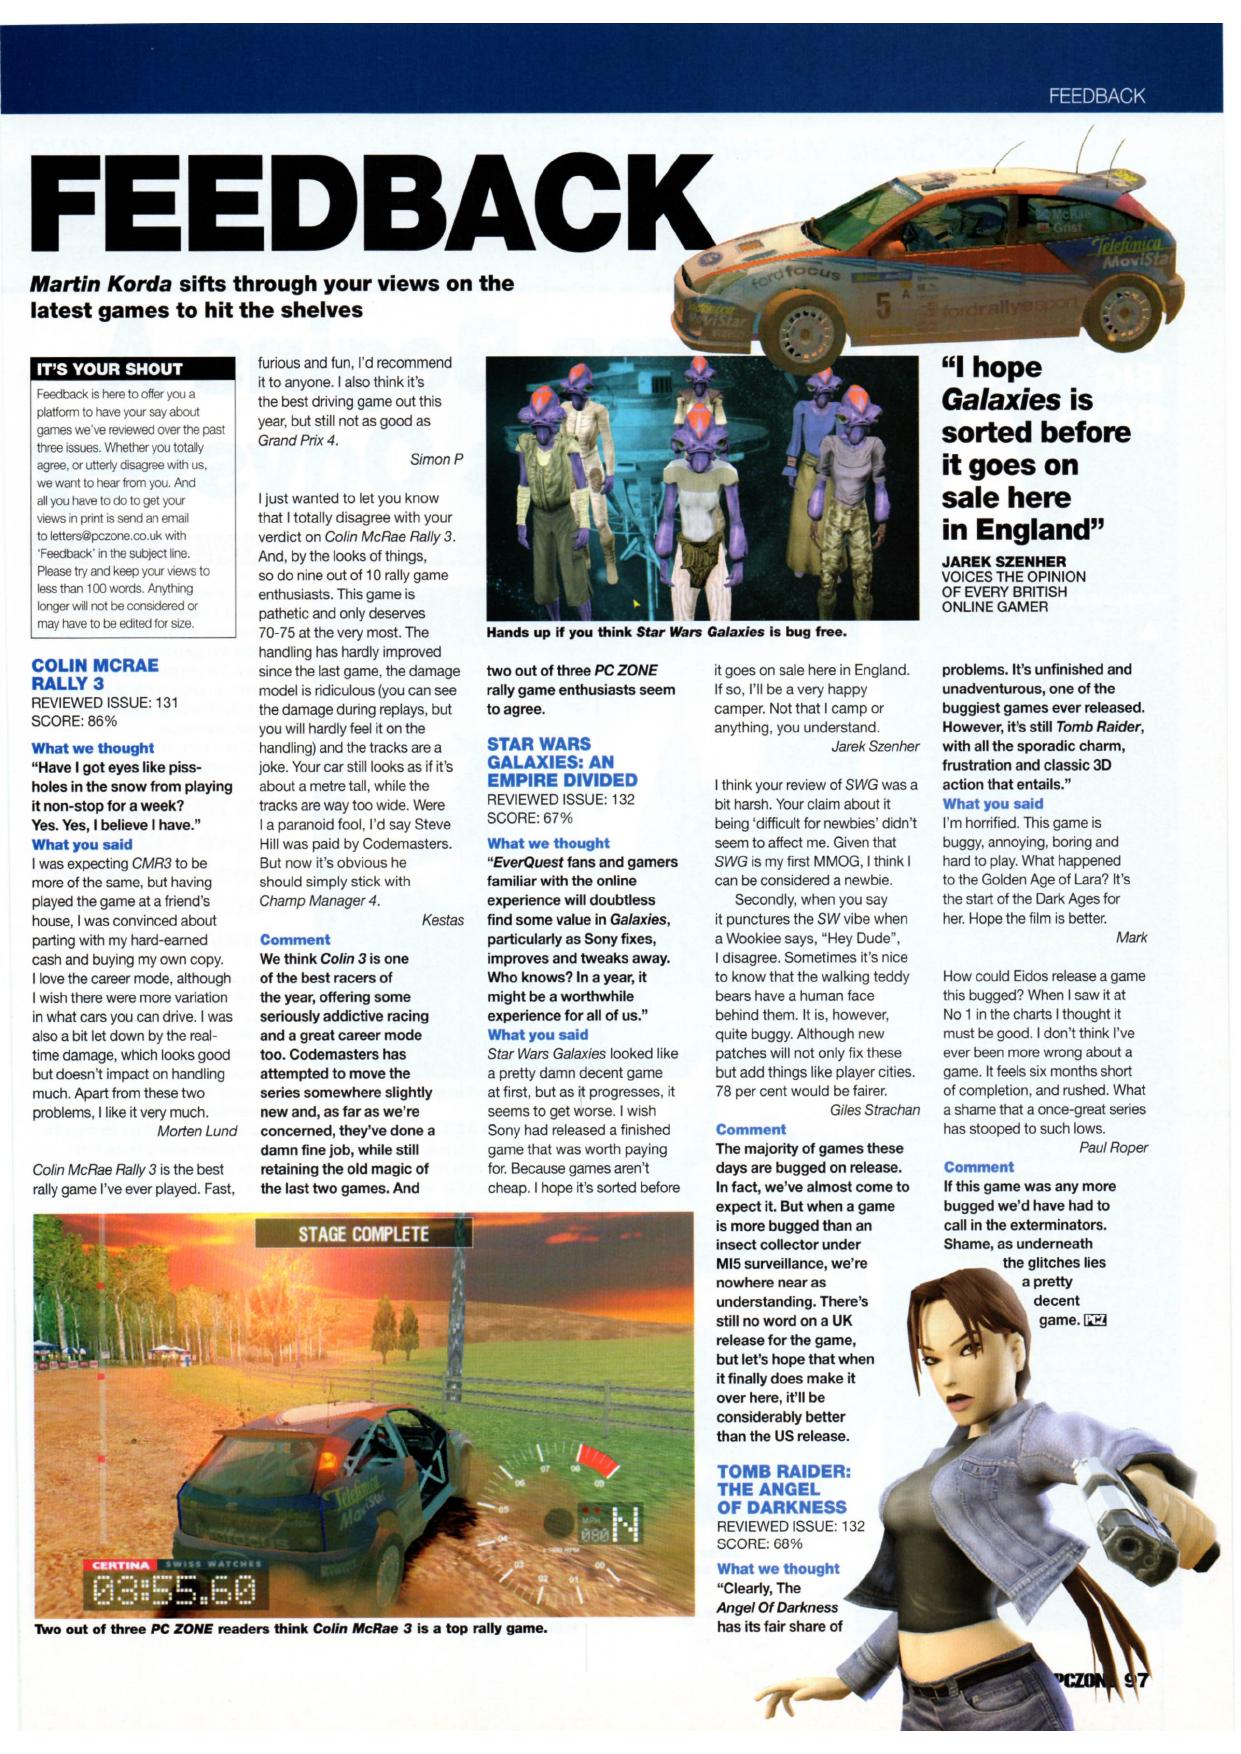 FEEDBACK
FEEDBACK
Martin Korda sifts through your views on the
latest games to hit the shelves
McRae
Grist
Telefonica
MoviStar
fordfocus
5
A
fordrallyesport
MoviStar
IT'S YOUR SHOUT
Feedback is here to offer you a
platform to have your say about
games we've reviewed over the past
three issues. Whether you totally
agree, or utterly disagree with us,
we want to hear from you. And
all you have to do to get your
views in print is send an email
to letters@pczone.co.uk with
'Feedback' in the subject line.
Please try and keep your views to
less than 100 words. Anything
longer will not be considered or
may have to be edited for size.
COLIN MCRAE
RALLY 3
REVIEWED ISSUE: 131
SCORE: 86%
What we thought
"Have I got eyes like piss-
holes in the snow from playing
it non-stop for a week?
Yes. Yes, I believe I have."
What you said
I was expecting CMR3 to be
more of the same, but having
played the game at a friend's
house, I was convinced about
parting with my hard-earned
cash and buying my own copy.
I love the career mode, although
I wish there were more variation
in what cars you can drive. I was
also a bit let down by the real-
time damage, which looks good
but doesn't impact on handling
much. Apart from these two
problems, I like it very much.
Morten Lund
Colin McRae Rally 3 is the best
rally game I've ever played. Fast,
furious and fun, I'd recommend
it to anyone. I also think it's
the best driving game out this
year, but still not as good as
Grand Prix 4.
Simon P
I just wanted to let you know
that I totally disagree with your
verdict on Colin McRae Rally 3.
And, by the looks of things,
so do nine out of 10 rally game
enthusiasts. This game is
pathetic and only deserves
70-75 at the very most. The
handling has hardly improved
since the last game, the damage
model is ridiculous (you can see
the damage during replays, but
you will hardly feel it on the
handling) and the tracks are a
joke. Your car still looks as if it's
about a metre tall, while the
tracks are way too wide. Were
I a paranoid fool, I'd say Steve
Hill was paid by Codemasters.
But now it's obvious he
should simply stick with
Champ Manager 4.
Kestas
Comment
We think Colin 3 is one
of the best racers of
the year, offering some
seriously addictive racing
and a great career mode
too. Codemasters has
attempted to move the
series somewhere slightly
new and, as far as we're
concerned, they've done a
damn fine job, while still
retaining the old magic of
the last two games. And
two out of three PC ZONE
rally game enthusiasts seem
to agree.
Hands up if you think Star Wars Galaxies is bug free.
"I hope
Galaxies is
sorted before
it goes on
sale here
in England"
JAREK SZENHER
VOICES THE OPINION
OF EVERY BRITISH
ONLINE GAMER
STAR WARS
GALAXIES: AN
EMPIRE DIVIDED
REVIEWED ISSUE: 132
SCORE: 67%
What we thought
"EverQuest fans and gamers
familiar with the online
experience will doubtless
find some value in Galaxies,
particularly as Sony fixes,
improves and tweaks away.
Who knows? In a year, it
might be a worthwhile
experience for all of us."
What you said
Star Wars Galaxies looked like
a pretty damn decent game
at first, but as it progresses, it
seems to get worse. I wish
Sony had released a finished
game that was worth paying
for. Because games aren't
cheap. I hope it's sorted before
it goes on sale here in England.
If so, I'll be a very happy
camper. Not that I camp or
anything, you understand.
Jarek Szenher
I think your review of SWG was a
bit harsh. Your claim about it
being 'difficult for newbies' didn't
seem to affect me. Given that
SWG is my first MMOG, I think I
can be considered a newbie.
Secondly, when you say
it punctures the SW vibe when
a Wookiee says, "Hey Dude",
I disagree. Sometimes it's nice
to know that the walking teddy
bears have a human face
behind them. It is, however,
quite buggy. Although new
patches will not only fix these
but add things like player cities.
78 per cent would be fairer.
Giles Strachan
Comment
The majority of games these
days are bugged on release.
In fact, we've almost come to
expect it. But when a game
is more bugged than an
insect collector under
MI5 surveillance, we're
nowhere near as
understanding. There's
still no word on a UK
release for the game,
but let's hope that when
it finally does make it
over here, it'll be
considerably better
than the US release.
TOMB RAIDER:
THE ANGEL
OF DARKNESS
REVIEWED ISSUE: 132
SCORE: 68%
What we thought
"Clearly, The
Angel Of Darkness
has its fair share of
problems. It's unfinished and
unadventurous, one of the
buggiest games ever released.
However, it's still Tomb Raider,
with all the sporadic charm,
frustration and classic 3D
action that entails."
What you said
I'm horrified. This game is
buggy, annoying, boring and
hard to play. What happened
to the Golden Age of Lara? It's
the start of the Dark Ages for
her. Hope the film is better.
Mark
How could Eidos release a game
this bugged? When I saw it at
No 1 in the charts I thought it
must be good. I don't think I've
ever been more wrong about a
game. It feels six months short
of completion, and rushed. What
a shame that a once-great series
has stooped to such lows.
Paul Roper
Comment
If this game was any more
bugged we'd have had to
call in the exterminators.
Shame, as underneath
the glitches lies
a pretty
decent
game. PCZ
STAGE COMPLETE
Telefonica
MoviStar
07
08
09
06
05
04
03
02
01
00
MPH
080
N
CERTINA SWISS WATCHES
03:55.60
Two out of three PC ZONE readers think Colin McRae 3 is a top rally game.
PCZONE 97